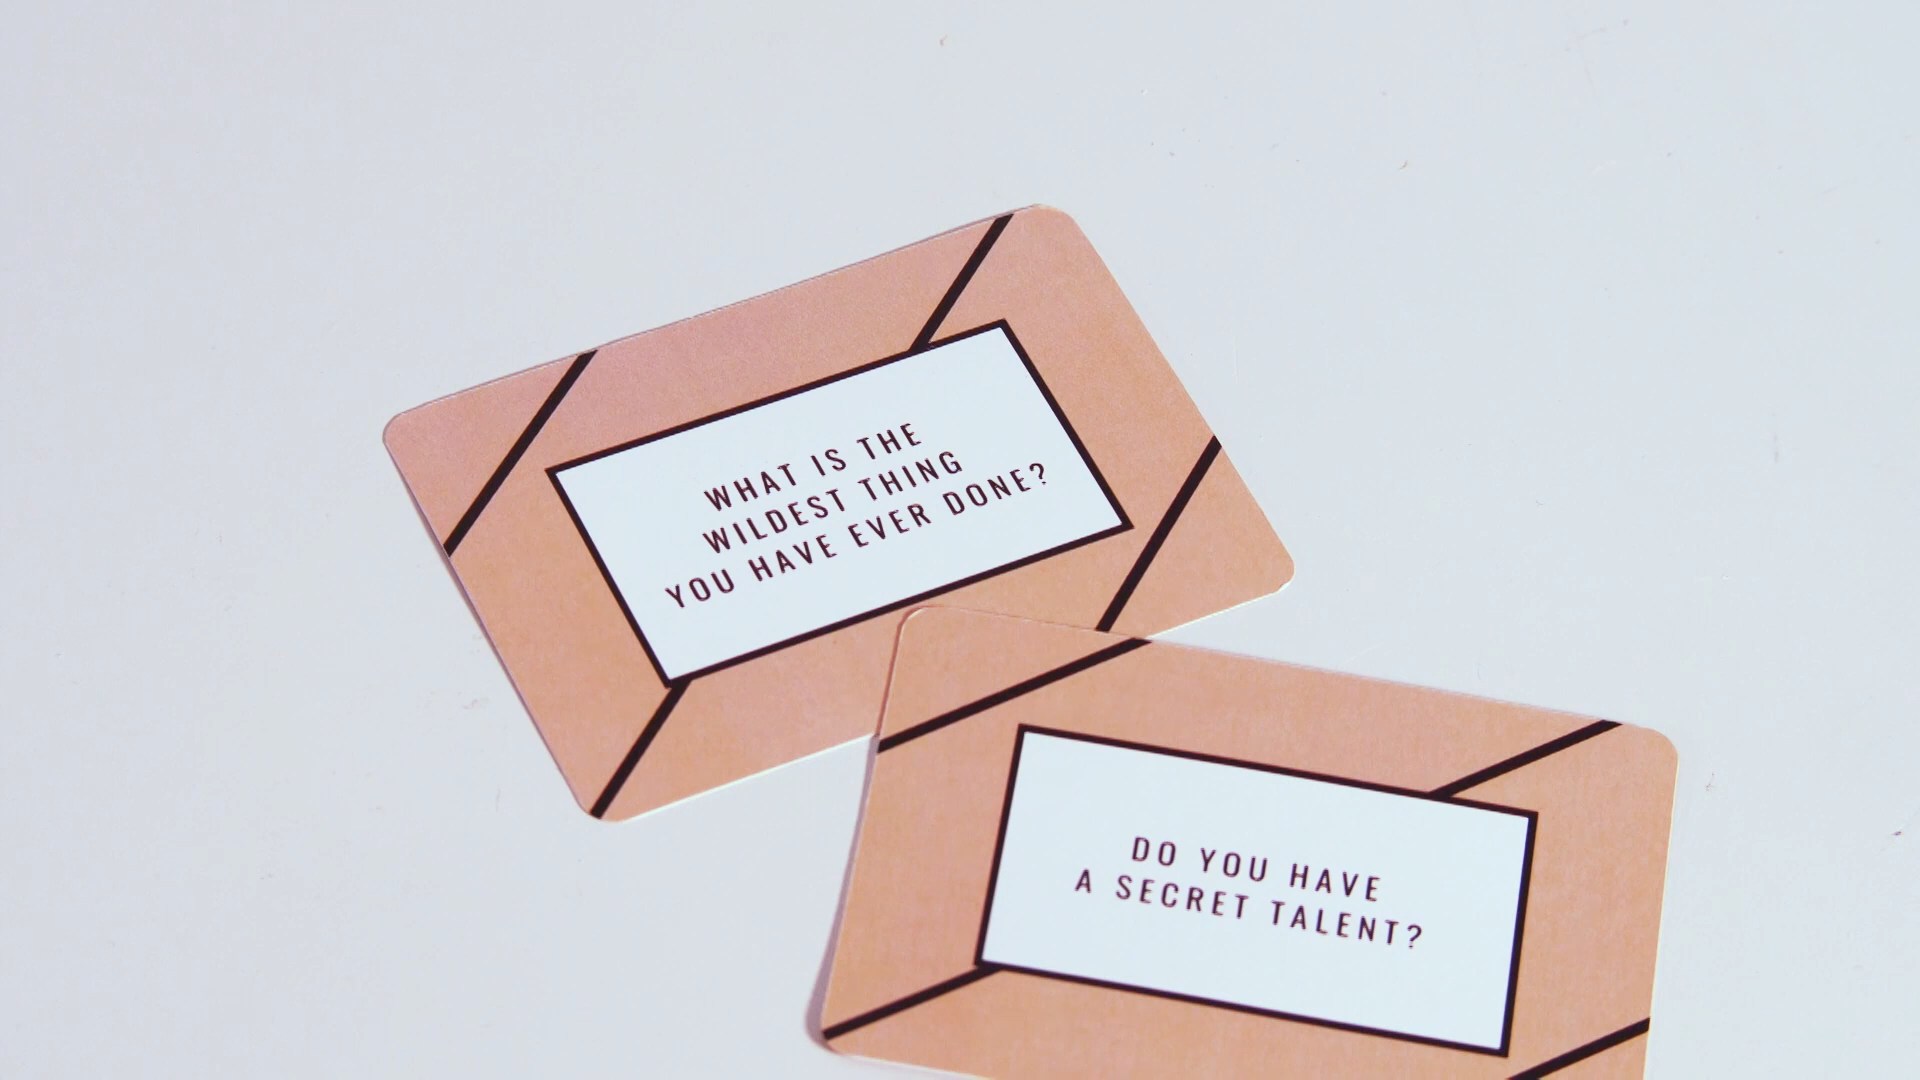 WHAT IS THE
WILDEST THING
YOU HAVE EVER DONE?
DO YOU HAVE
A SECRET TALENT?